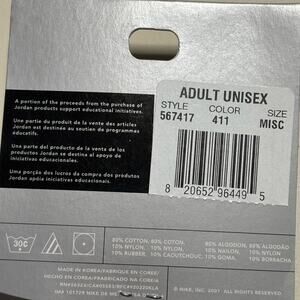 A portion of the proceeds from the purchase of
Jordan products support educational initiatives.
Une partie du produit de la vente des articles
Jordan est destinée au soutien de programmes
éducatifs.
Una parte del producto de la venta de los
productos Jordan se destina al apoyo de
iniciativas educacionales.
Uma porção dos lucros da compra dos produtos
Jordan apóia iniciativas educacionais.
ADULT UNISEX
STYLE COLOR SIZE
567417 411 MISC
8 20652 96449 5
30C
80% COTTON, 80% COTON,
10% NYLON, 10% NYLON,
10% RUBBER, 10% CAOUTCHOUC,
80% ALGODON, 80% ALGODÃO
10% NAILON, 10% NYLON
10% GOMA, 10% BORRACHA
MADE IN KOREA/FABRIQUÉ EN COREE/
HECHO EN COREA/FABRICADO NA COREIA
© NIKE, INC. 2001 ALL RIGHTS RESERVED